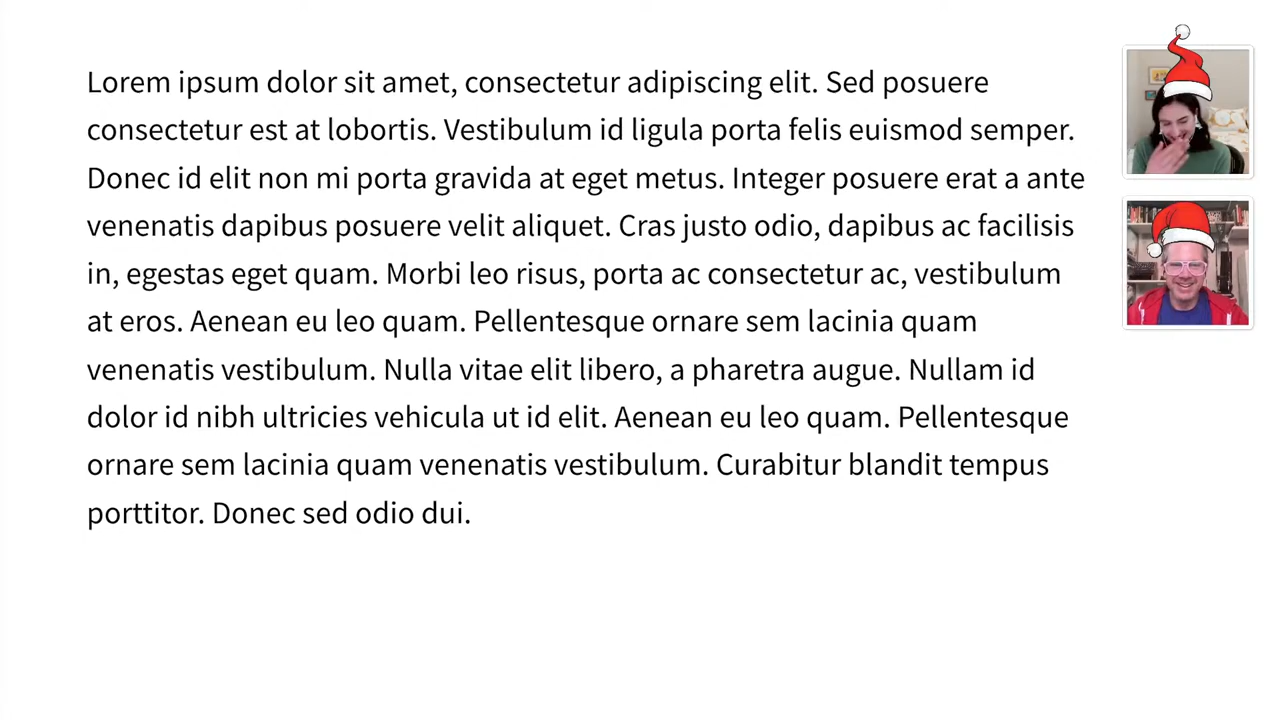 Lorem ipsum dolor sit amet, consectetur adipiscing elit. Sed posuere
consectetur est at lobortis. Vestibulum id ligula porta felis euismod semper.
Donec id elit non mi porta gravida at eget metus. Integer posuere erat a ante
venenatis dapibus posuere velit aliquet. Cras justo odio, dapibus ac facilisis
in, egestas eget quam. Morbi leo risus, porta ac consectetur ac, vestibulum
at eros. Aenean eu leo quam. Pellentesque ornare sem lacinia quam
venenatis vestibulum. Nulla vitae elit libero, a pharetra augue. Nullam id
dolor id nibh ultricies vehicula ut id elit. Aenean eu leo quam. Pellentesque
ornare sem lacinia quam venenatis vestibulum. Curabitur blandit tempus
porttitor. Donec sed odio dui.